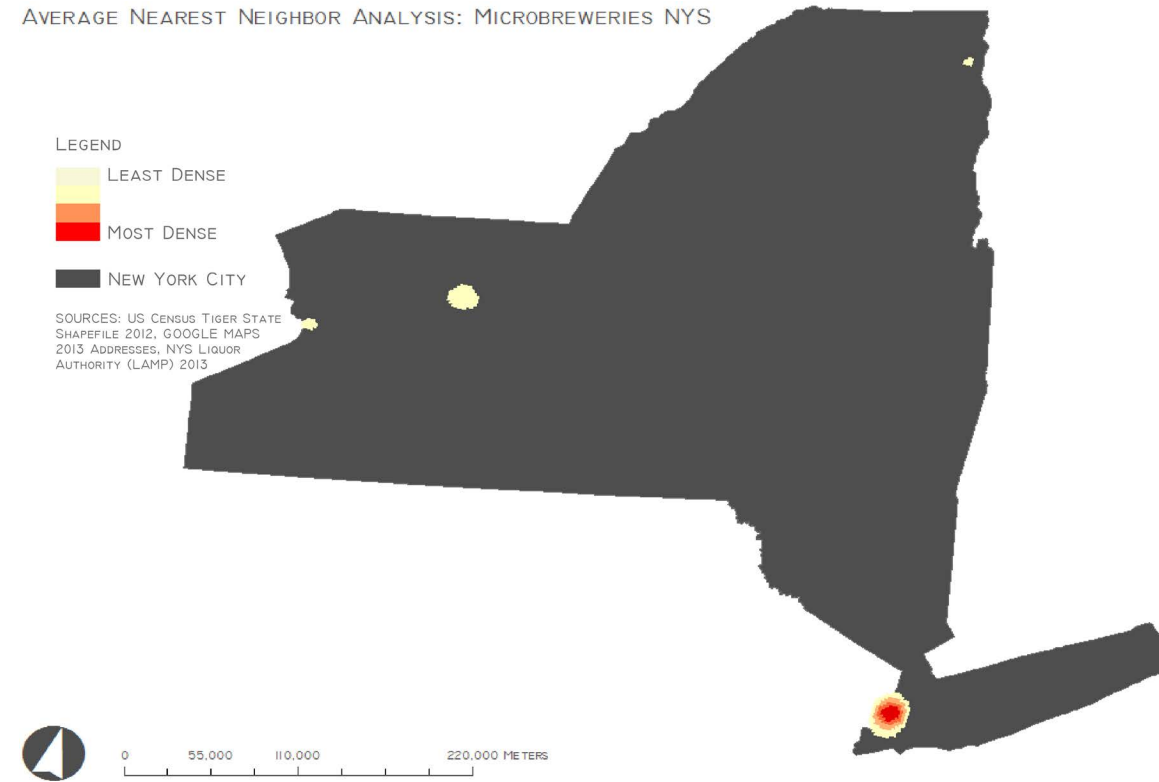 Average Nearest Neighbor Analysis: Microbreweries NYS
Legend
Least Dense
Most Dense
New York City
SOURCES: US Census Tiger State
Shapefile 2012, GOOGLE MAPS
2013 Addresses, NYS Liquor
Authority (LAMP) 2013
0 55,000 110,000 220,000 Meters